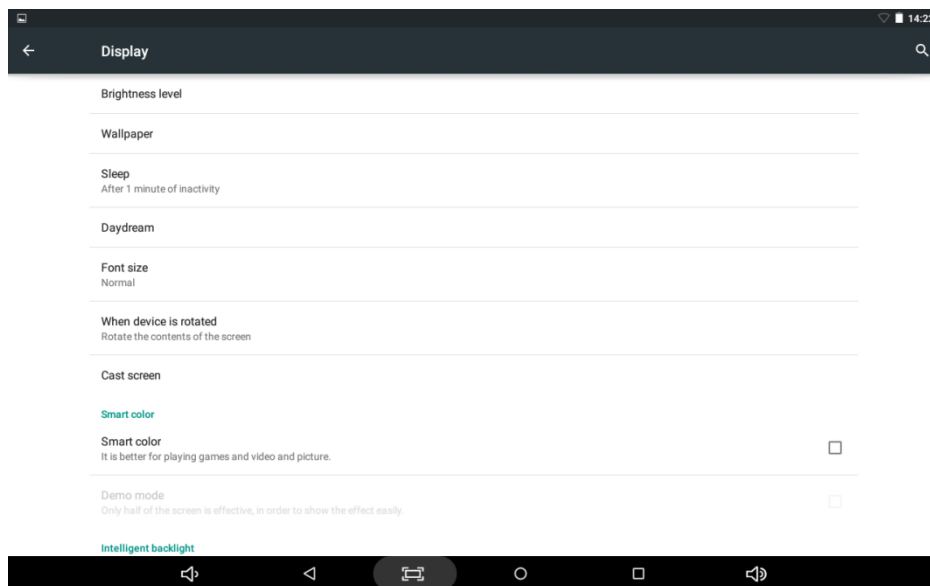 14:22
Display
Brightness level
Wallpaper
Sleep
After 1 minute of inactivity
Daydream
Font size
Normal
When device is rotated
Rotate the contents of the screen
Cast screen
Smart color
Smart color
It is better for playing games and video and picture.
Demo mode
Only half of the screen is effective, in order to show the effect easily.
Intelligent backlight